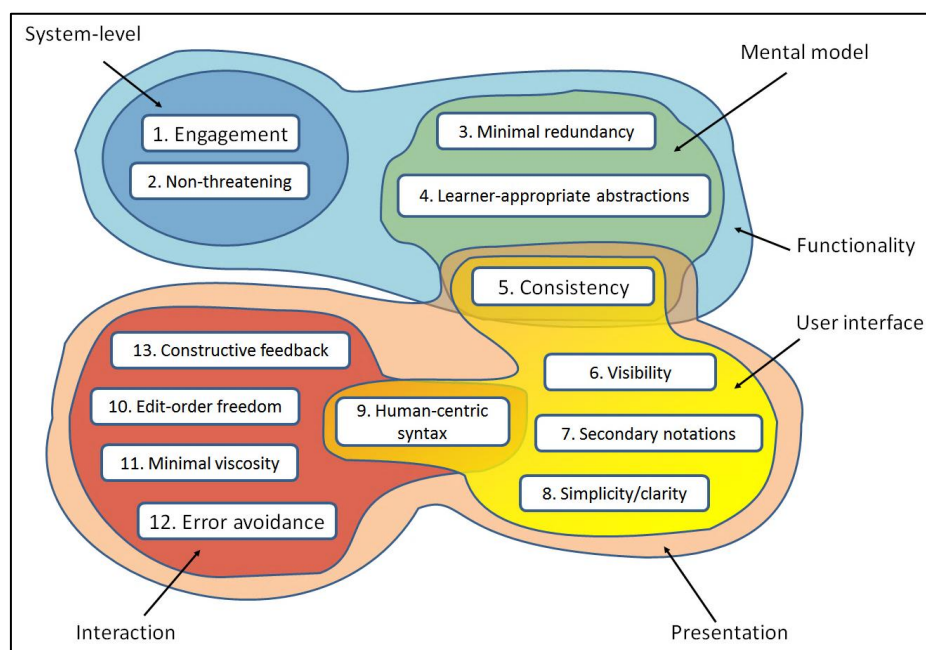 System-level
Mental model
1. Engagement
3. Minimal redundancy
2. Non-threatening
4. Learner-appropriate abstractions
Functionality
5. Consistency
User interface
13. Constructive feedback
6. Visibility
10. Edit-order freedom
9. Human-centric
syntax
7. Secondary notations
11. Minimal viscosity
8. Simplicity/clarity
12. Error avoidance
Interaction
Presentation